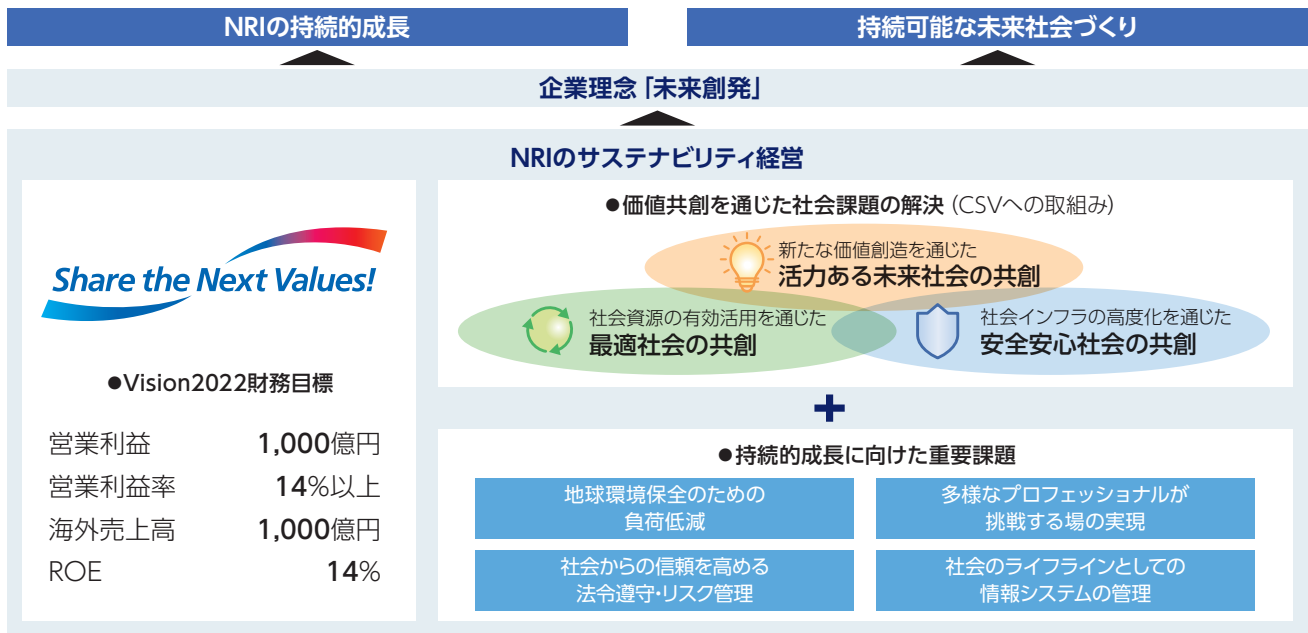 NRIの持続的成長
持続可能な未来社会づくり
企業理念「未来創発」
NRIのサステナビリティ経営
Share the Next Values!
●Vision2022財務目標
営業利益 1,000億円
営業利益率 14%以上
海外売上高 1,000億円
ROE 14%
●価値共創を通じた社会課題の解決 (CSVへの取組み)
新たな価値創造を通じた
活力ある未来社会の共創
社会資源の有効活用を通じた
最適社会の共創
社会インフラの高度化を通じた
安全安心社会の共創
+
●持続的成長に向けた重要課題
地球環境保全のための
負荷低減
多様なプロフェッショナルが
挑戦する場の実現
社会からの信頼を高める
法令遵守・リスク管理
社会のライフラインとしての
情報システムの管理